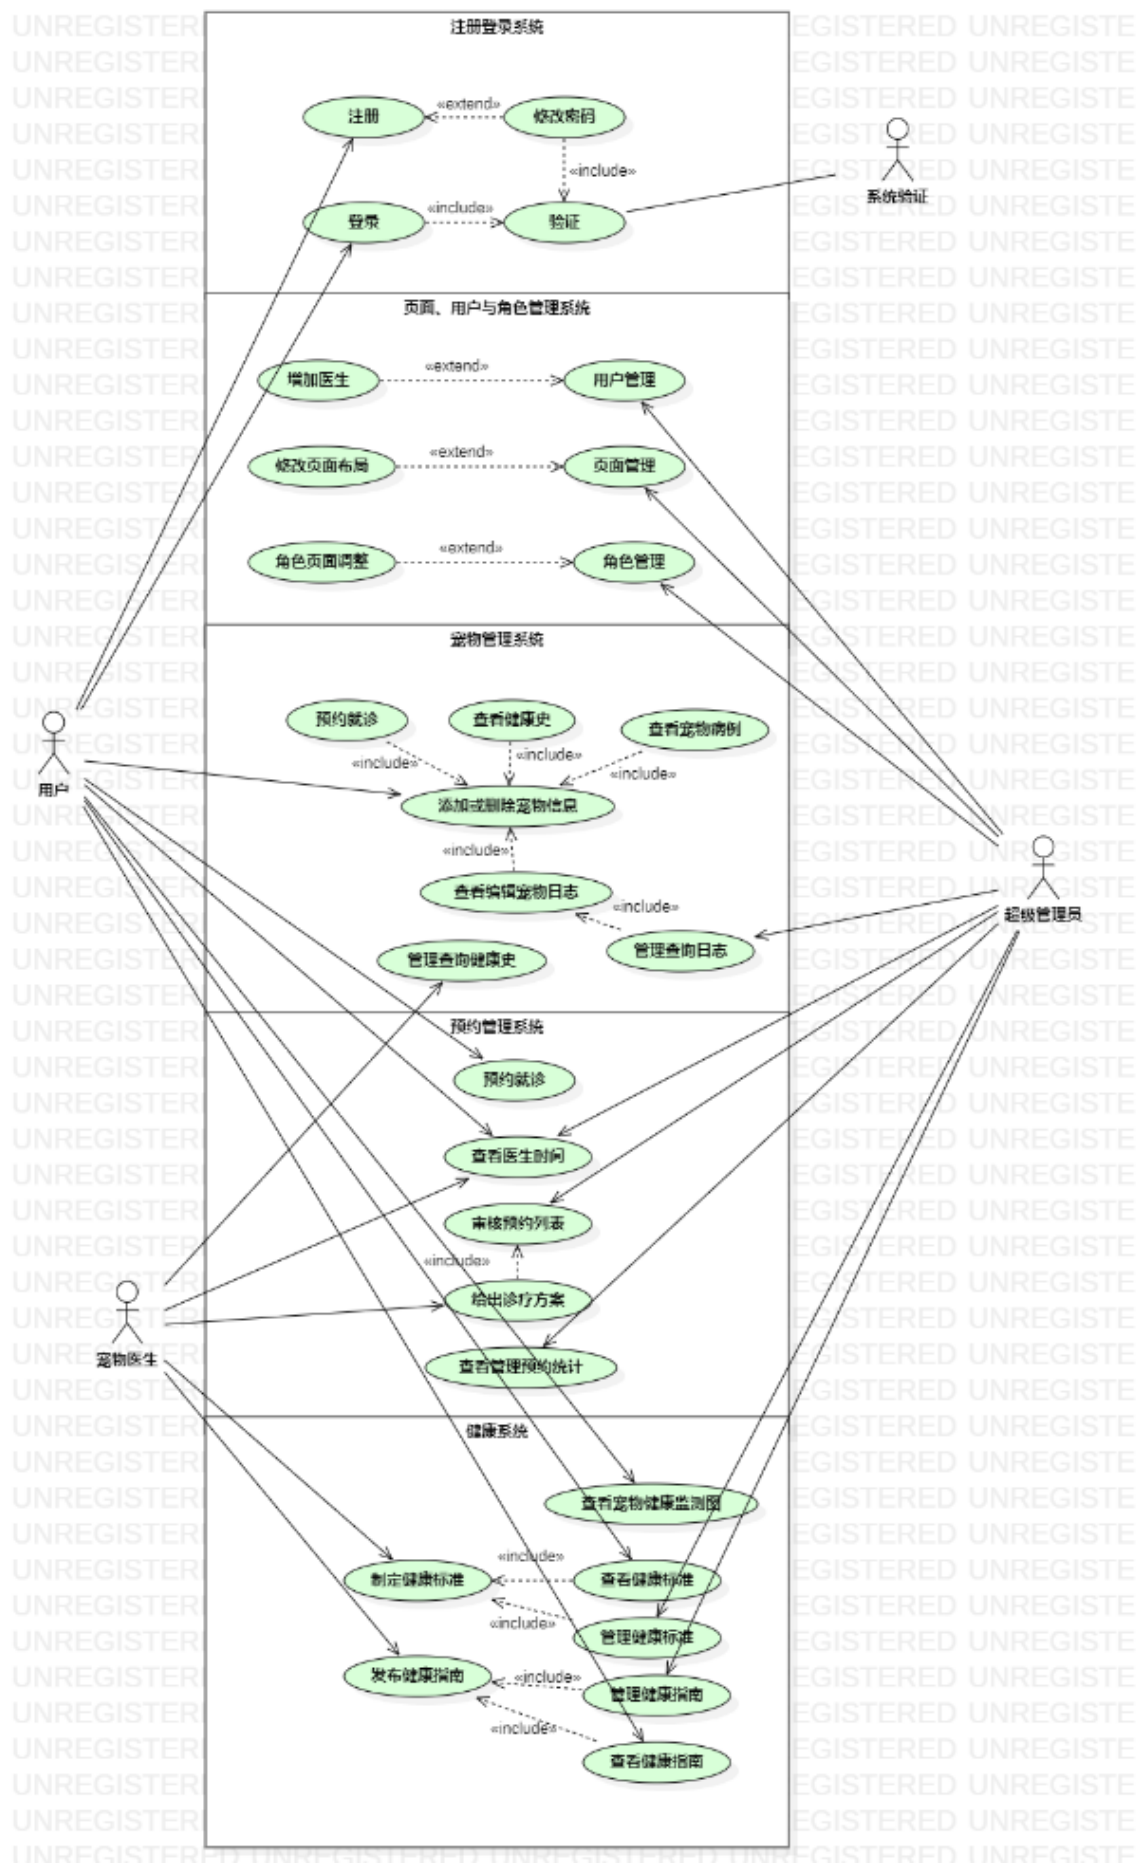 注册登录系统
注册
«extend»
修改密码
«include»
登录
«include»
验证
系统验证
页面、用户与角色管理系统
增加医生
«extend»
用户管理
修改页面布局
«extend»
页面管理
角色页面调整
«extend»
角色管理
宠物管理系统
预约就诊
查看健康史
查看宠物病例
«include»
«include»
«include»
用户
添加或删除宠物信息
«include»
查看编辑宠物日志
«include»
超级管理员
管理查询日志
管理查询健康史
预约管理系统
预约就诊
查看医生时间
审核预约列表
«include»
给出诊疗方案
宠物医生
查看管理预约统计
健康系统
查看宠物健康监测图
«include»
制定健康标准
查看健康标准
«include»
管理健康标准
发布健康指南
«include»
管理健康指南
«include»
查看健康指南
UNREGISTERED UNREGISTERED